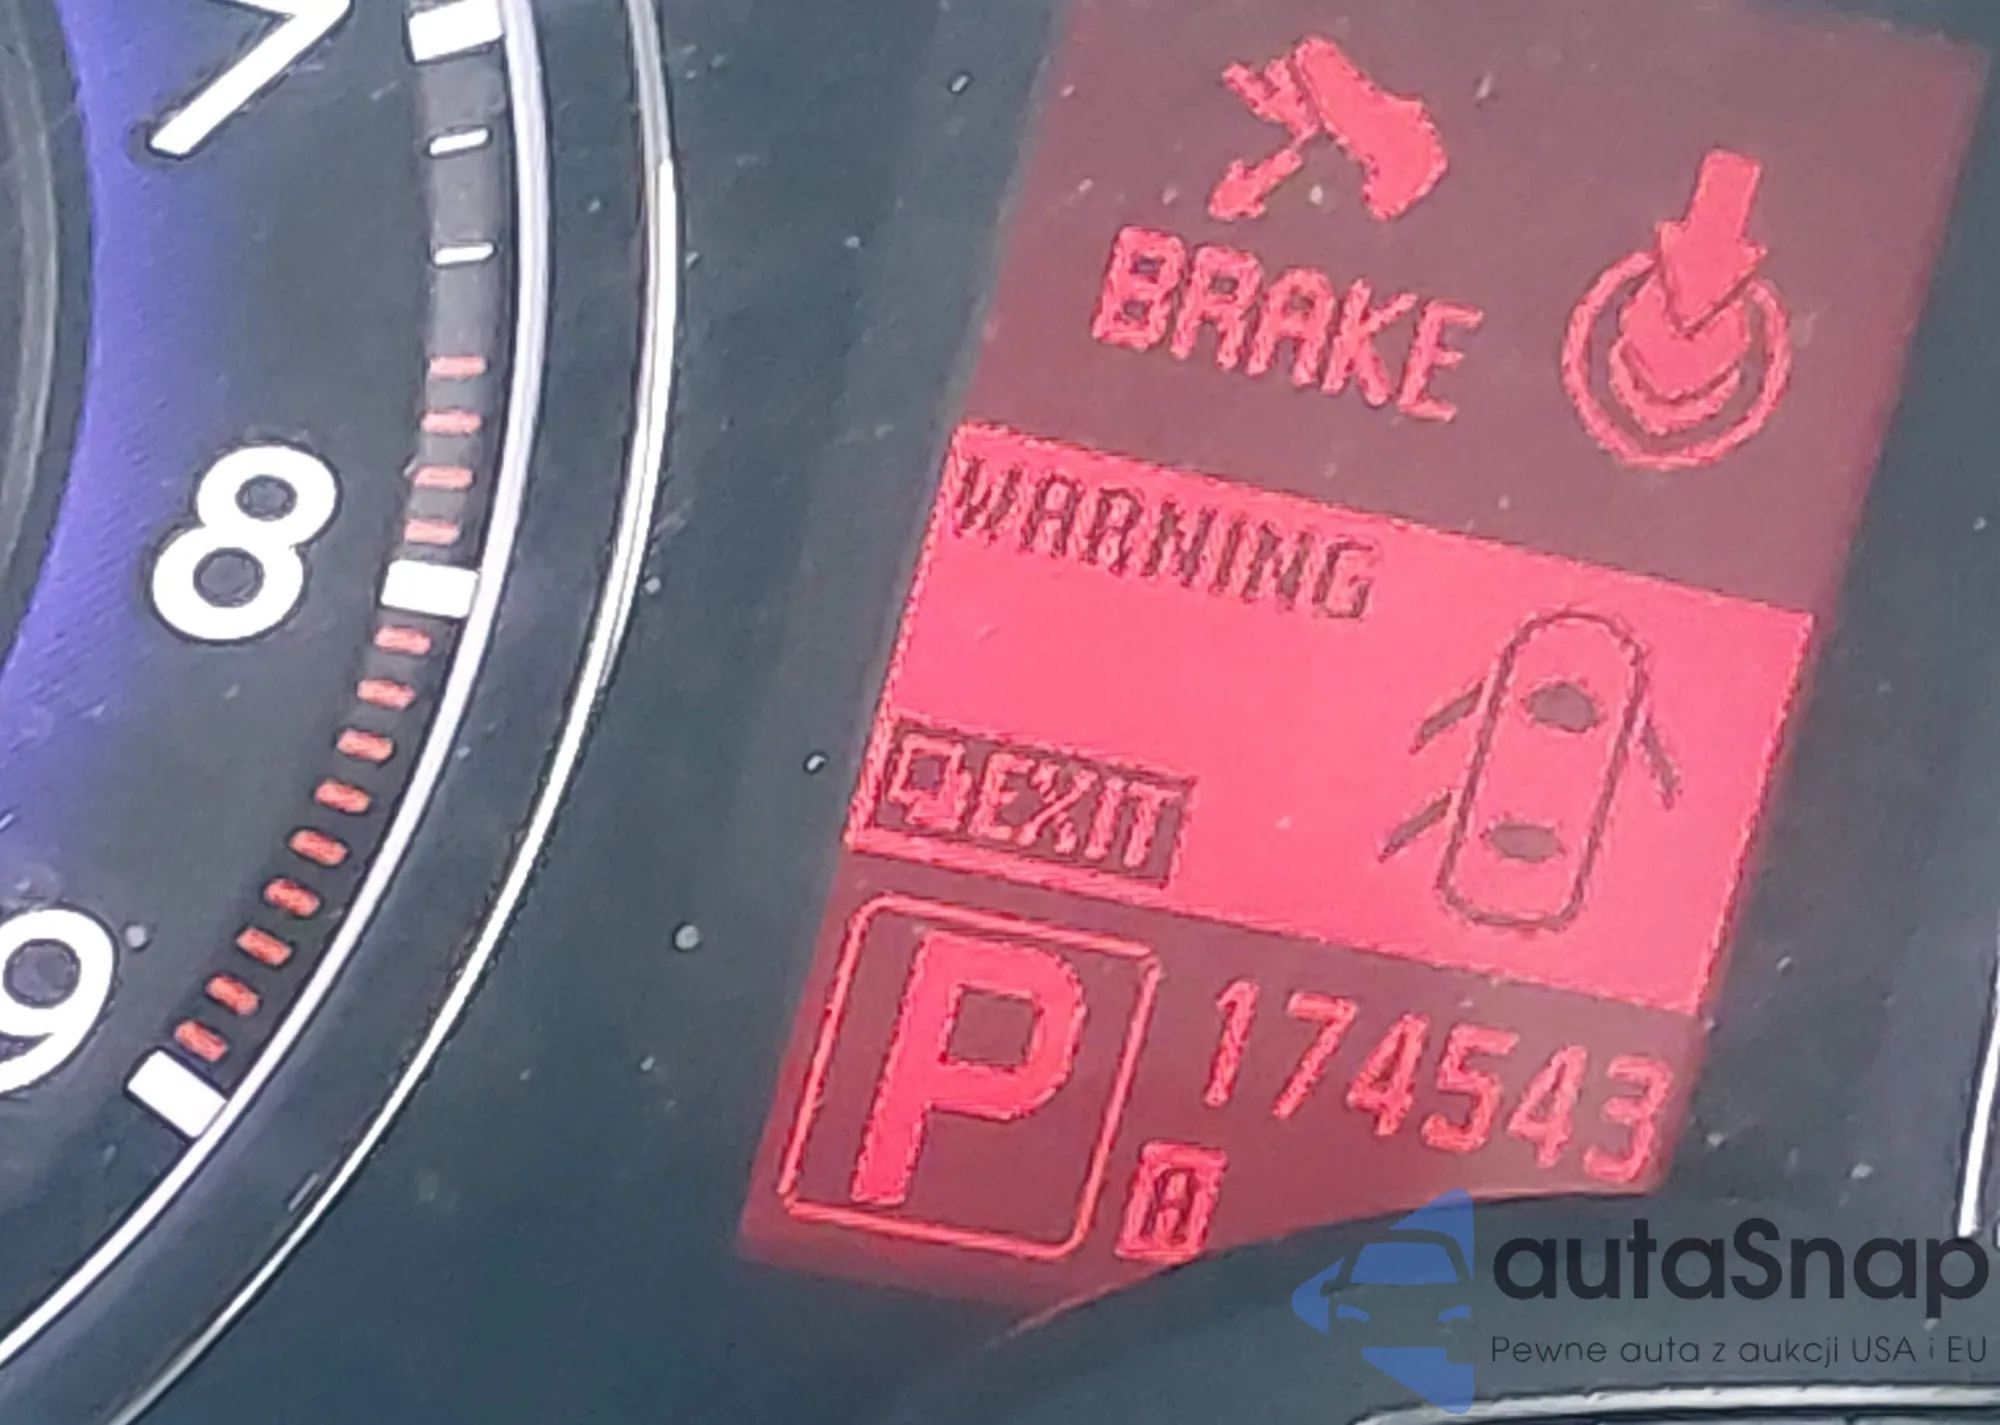 7
8
9
BRAKE
WARNING
EXIT
P
174543
A
autaSnap
Pewne auta z aukcji USA i EU